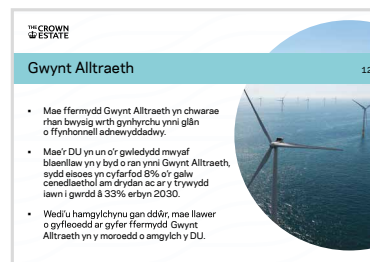 THE CROWN
ESTATE
Gwynt Alltraeth
12
• Mae ffermydd Gwynt Alltraeth yn chwarae
rhan bwysig wrth gynhyrchu ynni glân
o ffynhonnell adnewyddadwy.
• Mae'r DU yn un o'r gwledydd mwyaf
blaenllaw yn y byd o ran ynni Gwynt Alltraeth,
sydd eisoes yn cyfarfod 8% o'r galw
cenedlaethol am drydan ac ar y trywydd
iawn i gwrdd â 33% erbyn 2030.
• Wedi'u hamgylchynu gan ddŵr, mae llawer
o gyfleoedd ar gyfer ffermydd Gwynt
Alltraeth yn y moroedd o amgylch y DU.